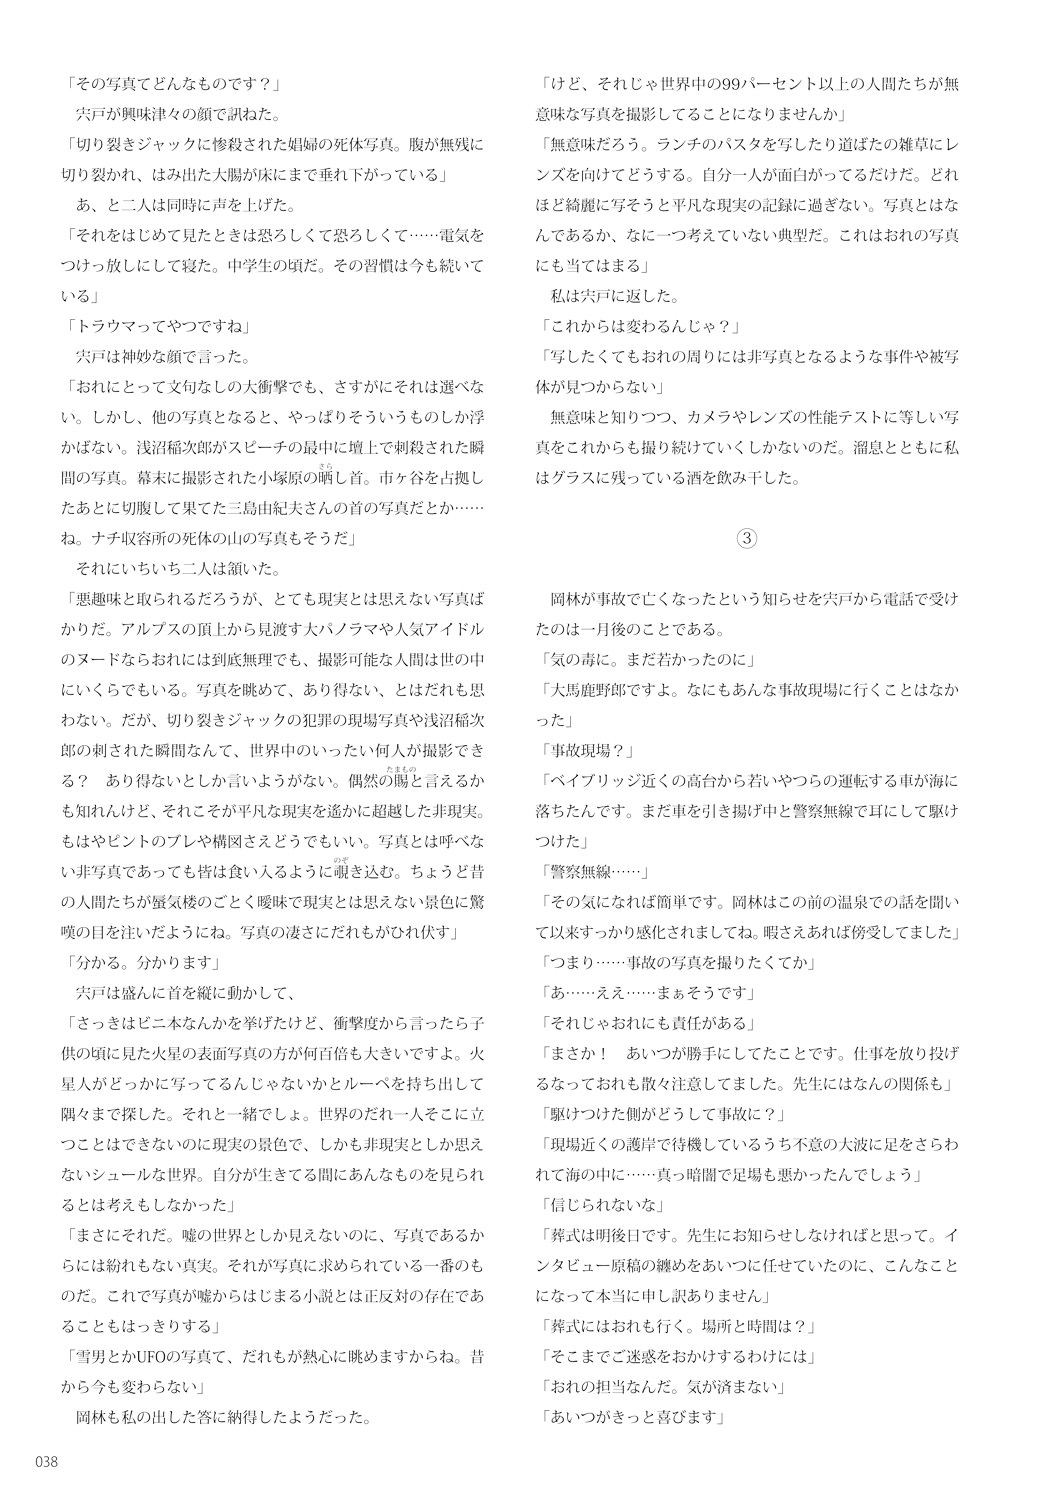 「その写真てどんなものです？」
　宍戸が興味津々の顔で訊ねた。
「切り裂きジャックに惨殺された娼婦の死体写真。腹が無残に
切り裂かれ、はみ出た大腸が床にまで垂れ下がっている」
　あ、と二人は同時に声を上げた。
「それをはじめて見たときは恐ろしくて恐ろしくて……電気を
つけっ放しにして寝た。中学生の頃だ。その習慣は今も続いて
いる」
「トラウマってやつですね」
　宍戸は神妙な顔で言った。
「おれにとって文句なしの大衝撃でも、さすがにそれは選べな
い。しかし、他の写真となると、やっぱりそういうものしか浮
かばない。浅沼稲次郎がスピーチの最中に壇上で刺殺された瞬
間の写真。幕末に撮影された小塚原の晒し首。市ヶ谷を占拠し
たあとに切腹して果てた三島由紀夫さんの首の写真だとか……
ね。ナチ収容所の死体の山の写真もそうだ」
　それにいちいち二人は頷いた。
「悪趣味と取られるだろうが、とても現実とは思えない写真ば
かりだ。アルプスの頂上から見渡す大パノラマや人気アイドル
のヌードならおれには到底無理でも、撮影可能な人間は世の中
にいくらでもいる。写真を眺めて、あり得ない、とはだれも思
わない。だが、切り裂きジャックの犯罪の現場写真や浅沼稲次
郎の刺された瞬間なんて、世界中のいったい何人が撮影でき
る？　あり得ないとしか言いようがない。偶然の賜と言えるか
も知れんけど、それこそが平凡な現実を遙かに超越した非現実。
もはやピントのブレや構図さえどうでもいい。写真とは呼べな
い非写真であっても皆は食い入るように覗き込む。ちょうど昔
の人間たちが蜃気楼のごとく曖昧で現実とは思えない景色に驚
嘆の目を注いだようにね。写真の凄さにだれもがひれ伏す」
「分かる。分かります」
　宍戸は盛んに首を縦に動かして、
「さっきはビニ本なんかを挙げたけど、衝撃度から言ったら子
供の頃に見た火星の表面写真の方が何百倍も大きいですよ。火
星人がどっかに写ってるんじゃないかとルーペを持ち出して
隅々まで探した。それと一緒でしょ。世界のだれ一人そこに立
つことはできないのに現実の景色で、しかも非現実としか思え
ないシュールな世界。自分が生きてる間にあんなものを見られ
るとは考えもしなかった」
「まさにそれだ。嘘の世界としか見えないのに、写真であるか
らには紛れもない真実。それが写真に求められている一番のも
のだ。これで写真が嘘からはじまる小説とは正反対の存在であ
ることもはっきりする」
「雪男とかUFOの写真て、だれもが熱心に眺めますからね。昔
から今も変わらない」
　岡林も私の出した答に納得したようだった。
「けど、それじゃ世界中の99パーセント以上の人間たちが無
意味な写真を撮影してることになりませんか」
「無意味だろう。ランチのパスタを写したり道ばたの雑草にレ
ンズを向けてどうする。自分一人が面白がってるだけだ。どれ
ほど綺麗に写そうと平凡な現実の記録に過ぎない。写真とはな
んであるか、なに一つ考えていない典型だ。これはおれの写真
にも当てはまる」
　私は宍戸に返した。
「これからは変わるんじゃ？」
「写したくてもおれの周りには非写真となるような事件や被写
体が見つからない」
　無意味と知りつつ、カメラやレンズの性能テストに等しい写
真をこれからも撮り続けていくしかないのだ。溜息とともに私
はグラスに残っている酒を飲み干した。
③
　岡林が事故で亡くなったという知らせを宍戸から電話で受け
たのは一月後のことである。
「気の毒に。まだ若かったのに」
「大馬鹿野郎ですよ。なにもあんな事故現場に行くことはなか
った」
「事故現場？」
「ベイブリッジ近くの高台から若いやつらの運転する車が海に
落ちたんです。まだ車を引き揚げ中と警察無線で耳にして駆け
つけた」
「警察無線……」
「その気になれば簡単です。岡林はこの前の温泉での話を聞い
て以来すっかり感化されましてね。暇さえあれば傍受してました」
「つまり……事故の写真を撮りたくてか」
「あ……ええ……まぁそうです」
「それじゃおれにも責任がある」
「まさか！　あいつが勝手にしてたことです。仕事を放り投げ
るなっておれも散々注意してました。先生にはなんの関係も」
「駆けつけた側がどうして事故に？」
「現場近くの護岸で待機しているうち不意の大波に足をさらわ
れて海の中に……真っ暗闇で足場も悪かったんでしょう」
「信じられないな」
「葬式は明後日です。先生にお知らせしなければと思って。イ
ンタビュー原稿の纏めをあいつに任せていたのに、こんなこと
になって本当に申し訳ありません」
「葬式にはおれも行く。場所と時間は？」
「そこまでご迷惑をおかけするわけには」
「おれの担当なんだ。気が済まない」
「あいつがきっと喜びます」
038